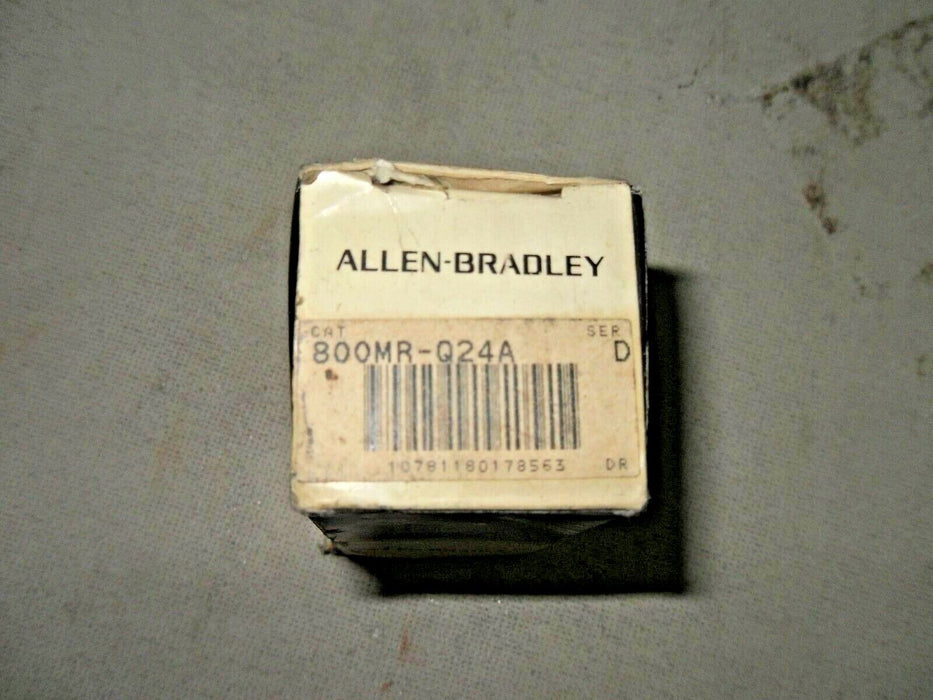 ALLEN-BRADLEY
CAT SER
800MR-Q24A D
10781180178563 DR